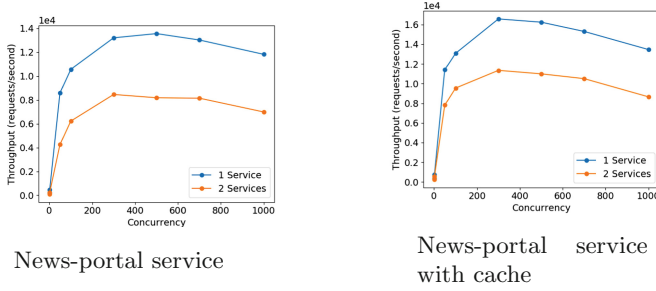 1e4
1.4
1.2
1.0
0.8
0.6
0.4
0.2
0.0
Throughput (requests/second)
0
200
400
600
800
1000
Concurrency
1 Service
2 Services
News-portal service
1e4
1.6
1.4
1.2
1.0
0.8
0.6
0.4
0.2
0.0
Throughput (requests/second)
0
200
400
600
800
1000
Concurrency
1 Service
2 Services
News-portal service
with cache